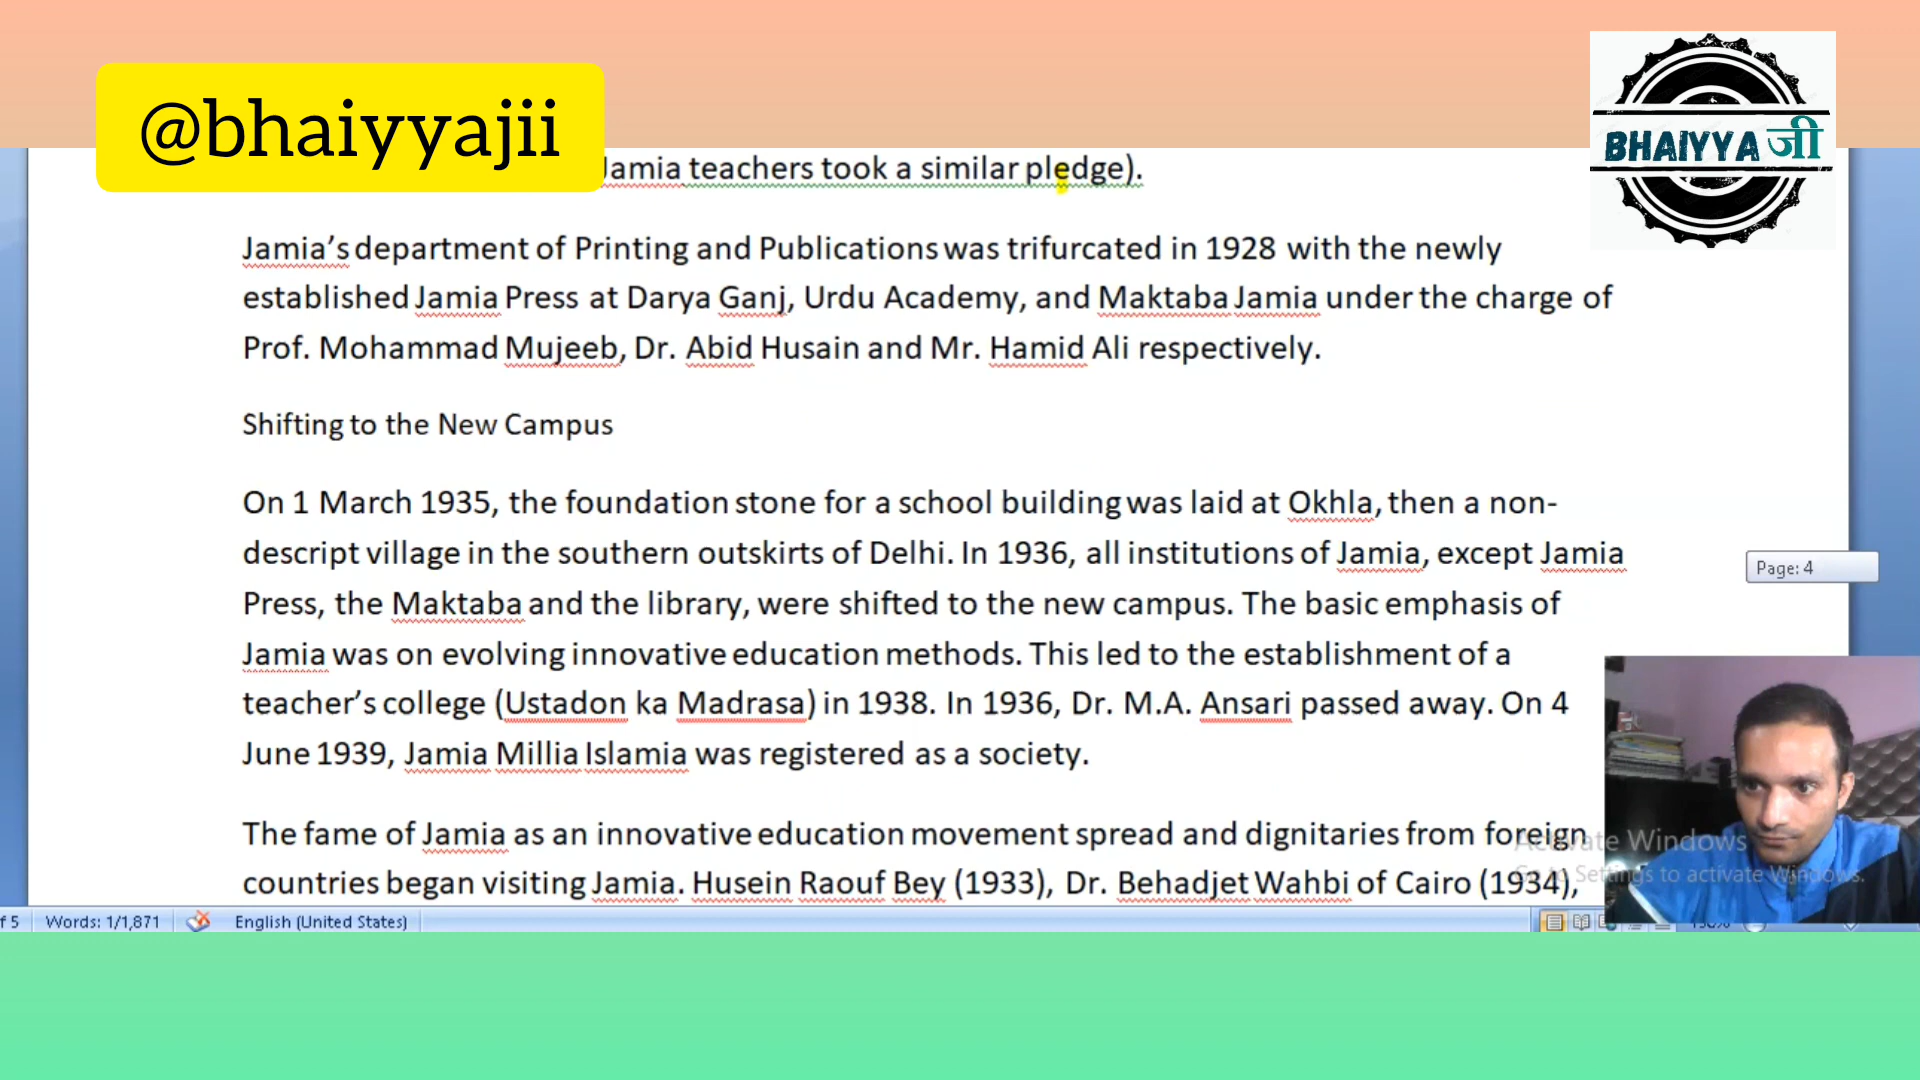 @bhaiyyajii
BHAIYYA जी
Jamia teachers took a similar pledge).
Jamia’s department of Printing and Publications was trifurcated in 1928 with the newly
established Jamia Press at Darya Ganj, Urdu Academy, and Maktaba Jamia under the charge of
Prof. Mohammad Mujeeb, Dr. Abid Husain and Mr. Hamid Ali respectively.
Shifting to the New Campus
On 1 March 1935, the foundation stone for a school building was laid at Okhla, then a non-
descript village in the southern outskirts of Delhi. In 1936, all institutions of Jamia, except Jamia
Page: 4
Press, the Maktaba and the library, were shifted to the new campus. The basic emphasis of
Jamia was on evolving innovative education methods. This led to the establishment of a
teacher’s college (Ustadon ka Madrasa) in 1938. In 1936, Dr. M.A. Ansari passed away. On 4
June 1939, Jamia Millia Islamia was registered as a society.
The fame of Jamia as an innovative education movement spread and dignitaries from foreign
Activate Windows
countries began visiting Jamia. Husein Raouf Bey (1933), Dr. Behadjet Wahbi of Cairo (1934),
Go to Settings to activate Windows.
f 5 Words: 1/1,871 English (United States)